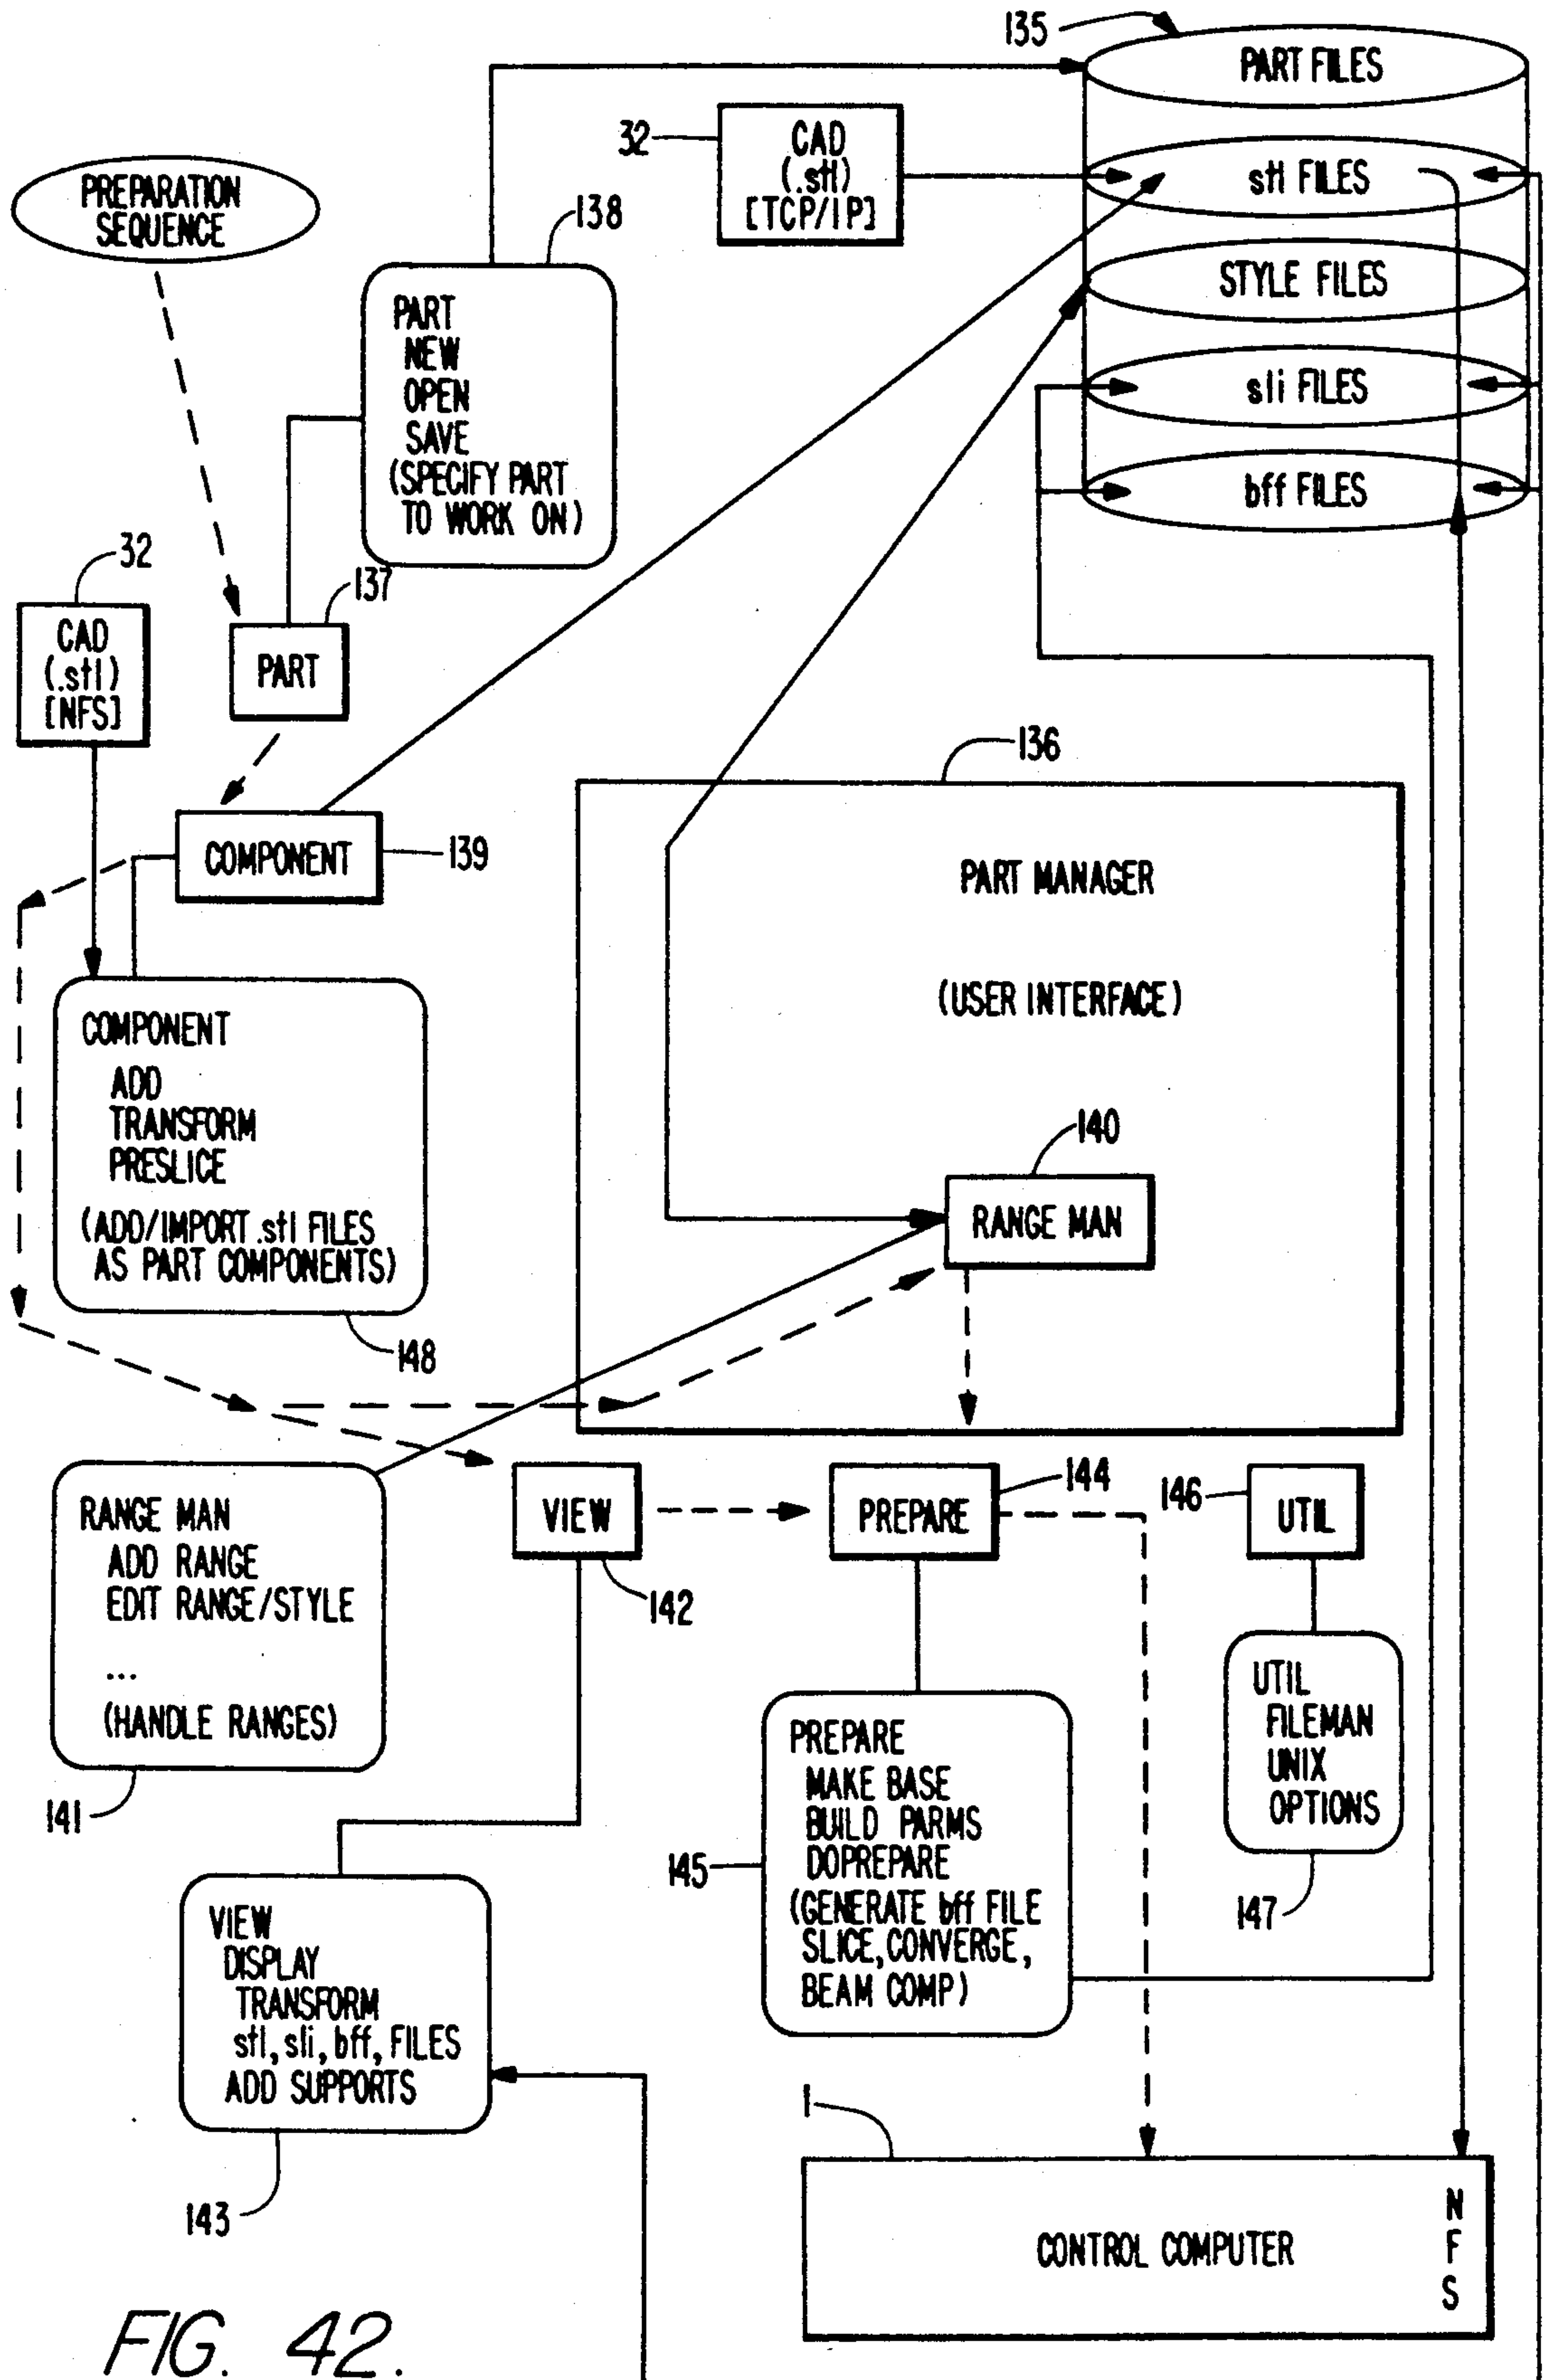 135
PART FILES
32
CAD
(.stl)
[TCP/IP]
stl FILES
STYLE FILES
sli FILES
bff FILES
PREPARATION
SEQUENCE
138
PART
NEW
OPEN
SAVE
(SPECIFY PART
TO WORK ON)
32
CAD
(.stl)
[NFS]
137
PART
136
COMPONENT
139
PART MANAGER
(USER INTERFACE)
COMPONENT
ADD
TRANSFORM
PRESLICE
(ADD/IMPORT .stl FILES
AS PART COMPONENTS)
148
140
RANGE MAN
RANGE MAN
ADD RANGE
EDIT RANGE/STYLE
...
(HANDLE RANGES)
141
VIEW
142
PREPARE
144
146
UTIL
PREPARE
MAKE BASE
BUILD PARMS
DOPREPARE
(GENERATE bff FILE
SLICE, CONVERGE,
BEAM COMP)
145
UTIL
FILEMAN
UNIX
OPTIONS
147
VIEW
DISPLAY
TRANSFORM
stl, sli, bff, FILES
ADD SUPPORTS
143
1
CONTROL COMPUTER
N
F
S
FIG. 42.